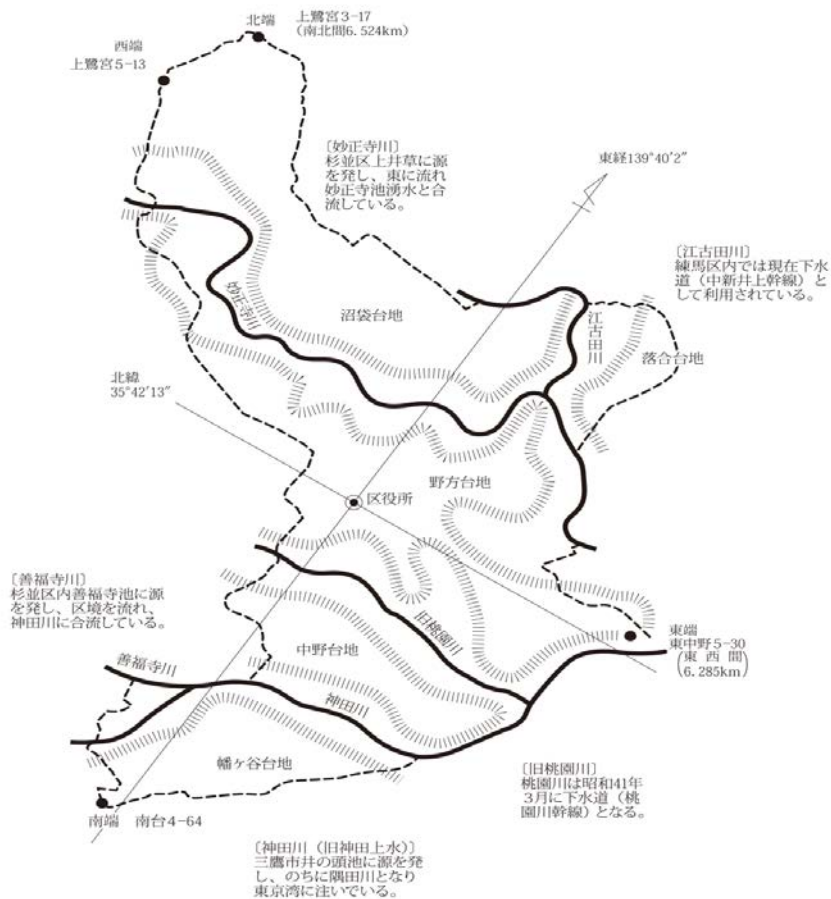 北端
上鷺宮3-17
(南北間6.524km)
西端
上鷺宮5-13
〔妙正寺川〕
杉並区上井草に源
を発し、東に流れ
妙正寺池湧水と合
流している。
東経139°40′2″
〔江古田川〕
練馬区内では現在下水
道（中新井上幹線）と
して利用されている。
妙正寺川
沼袋台地
江古田川
落合台地
北緯
35°42′13″
野方台地
区役所
〔善福寺川〕
杉並区内善福寺池に源
を発し、区境を流れ、
神田川に合流している。
旧桃園川
東端
東中野5-30
(東西間
6.285km)
中野台地
善福寺川
神田川
幡ヶ谷台地
〔旧桃園川〕
桃園川は昭和41年
3月に下水道（桃
園川幹線）となる。
南端 南台4-64
〔神田川（旧神田上水）〕
三鷹市井の頭池に源を発
し、のちに隅田川となり
東京湾に注いでいる。